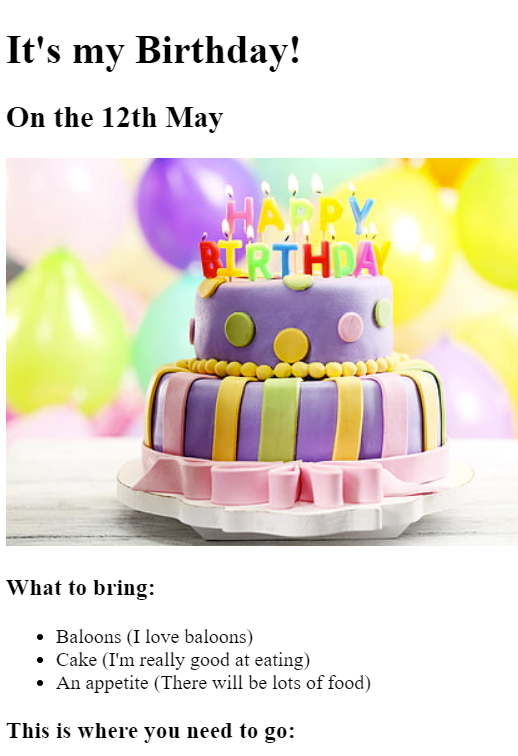 It's my Birthday!
On the 12th May
HAPPY
BIRTHDAY
What to bring:
Baloons (I love baloons)
Cake (I'm really good at eating)
An appetite (There will be lots of food)
This is where you need to go: